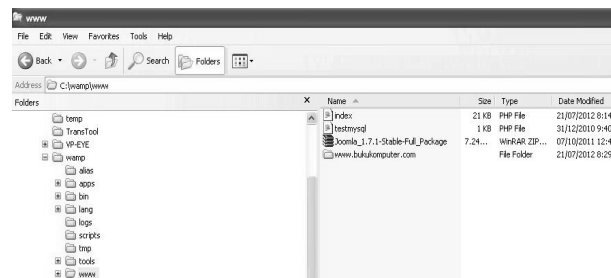 www
File Edit View Favorites Tools Help
Back Search Folders
Address C:\wamp\www
Folders X Name Size Type Date Modified
temp
TransTool
VP-EYE
wamp
alias
apps
bin
lang
logs
scripts
tmp
tools
www
index 21 KB PHP File 21/07/2012 8:14
testmysql 1 KB PHP File 31/12/2010 9:40
Joomla_1.7.1-Stable-Full_Package 7.24... WinRAR ZIP... 07/10/2011 12:4
www.bukukomputer.com File Folder 21/07/2012 8:29